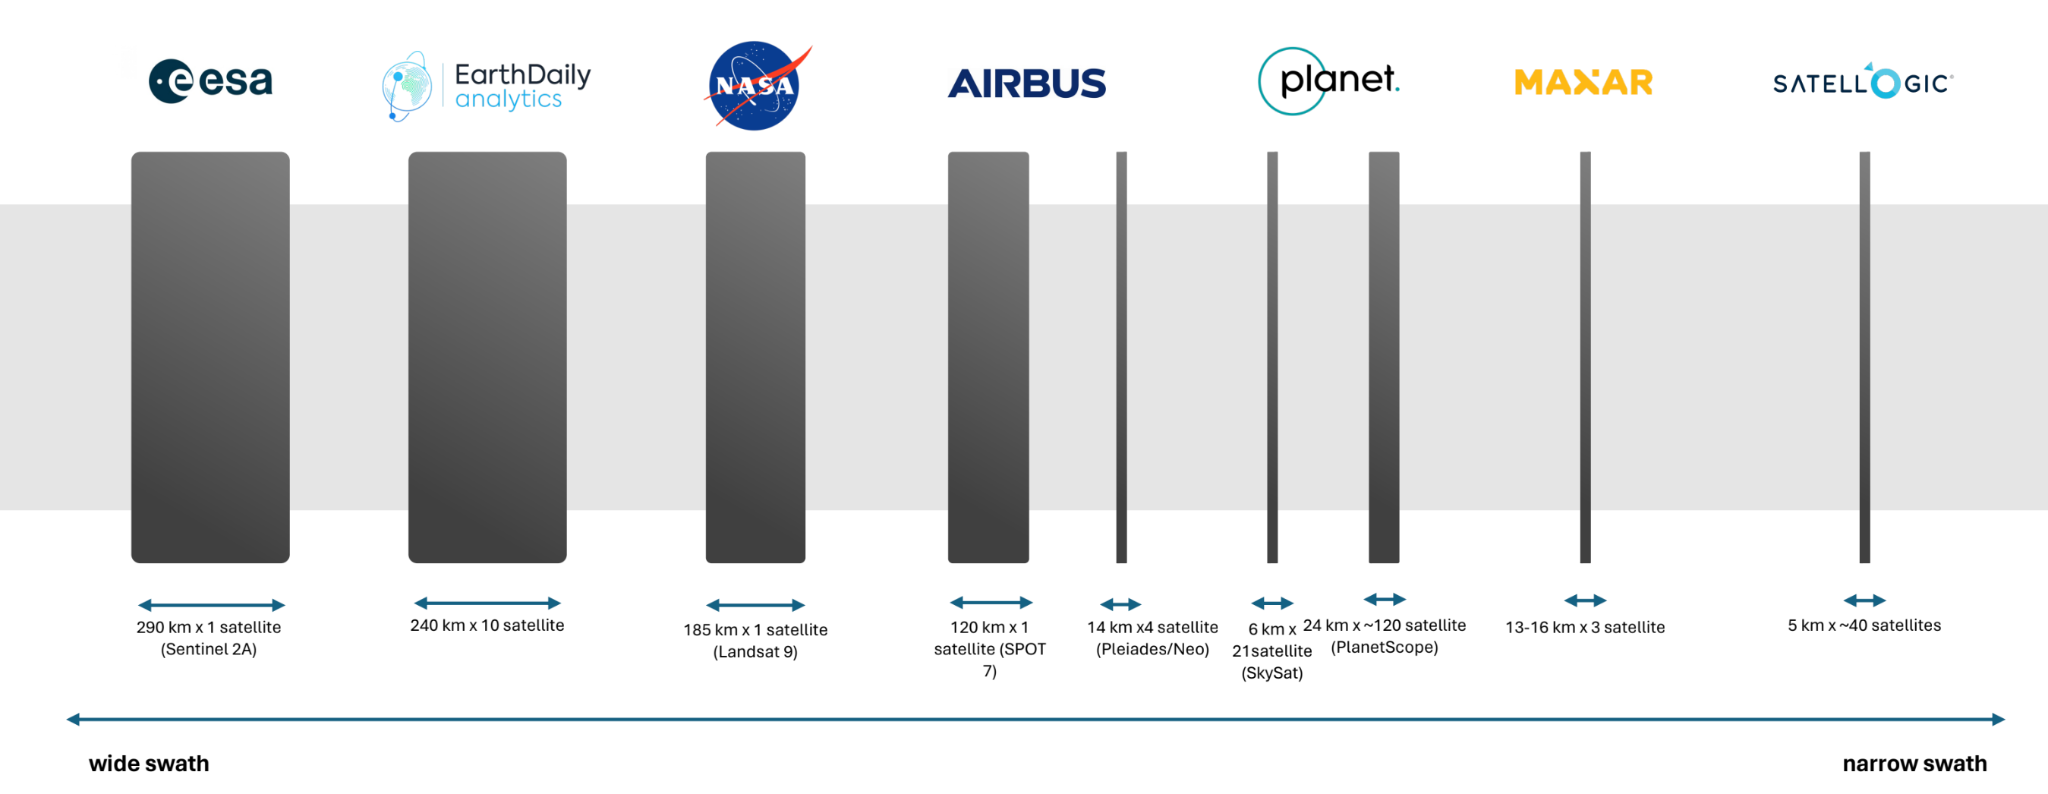 esa
EarthDaily
analytics
NASA
AIRBUS
planet.
MAXAR
SATELLOGIC
290 km x 1 satellite
(Sentinel 2A)
240 km x 10 satellite
185 km x 1 satellite
(Landsat 9)
120 km x 1
satellite (SPOT
7)
14 km x4 satellite
(Pleiades/Neo)
6 km x
21satellite
(SkySat)
24 km x ~120 satellite
(PlanetScope)
13-16 km x 3 satellite
5 km x ~40 satellites
wide swath
narrow swath